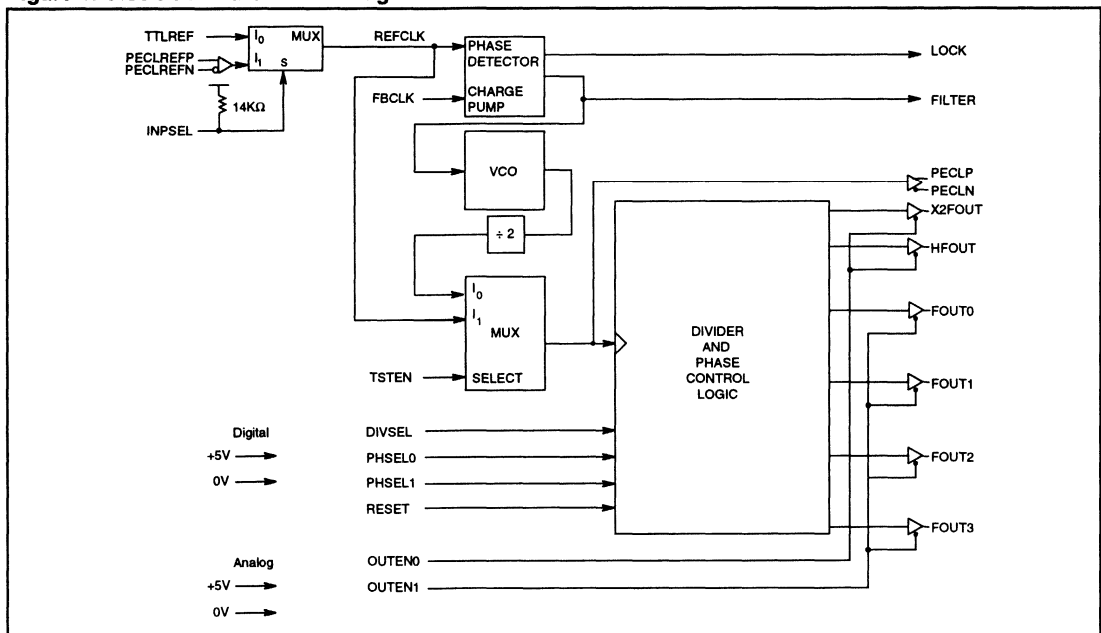 TTLREF
I0 MUX
REFCLK
PHASE
DETECTOR
LOCK
PECLREFP
PECLREFN
I1 S
14KΩ
FBCLK
CHARGE
PUMP
FILTER
INPSEL
VCO
PECLP
PECLN
X2FOUT
÷ 2
HFOUT
I0
I1
MUX
SELECT
TSTEN
DIVIDER
AND
PHASE
CONTROL
LOGIC
FOUT0
FOUT1
FOUT2
FOUT3
Digital
+5V
0V
DIVSEL
PHSEL0
PHSEL1
RESET
Analog
+5V
0V
OUTEN0
OUTEN1